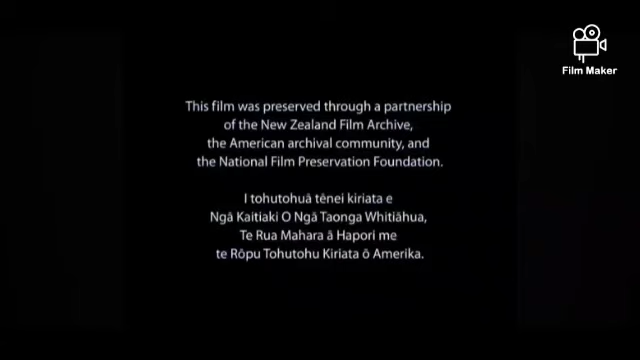 Film Maker
This film was preserved through a partnership
of the New Zealand Film Archive,
the American archival community, and
the National Film Preservation Foundation.
I tohutohuā tēnei kiriata e
Ngā Kaitiaki O Ngā Taonga Whitiāhua,
Te Rua Mahara ā Hapori me
te Rōpu Tohutohu Kiriata ō Amerika.